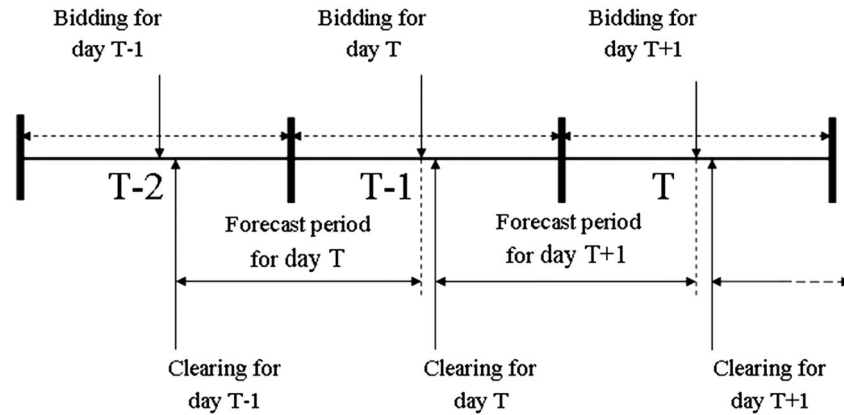 Bidding for
day T-1
Bidding for
day T
Bidding for
day T+1
T-2
T-1
T
Forecast period
for day T
Forecast period
for day T+1
Clearing for
day T-1
Clearing for
day T
Clearing for
day T+1